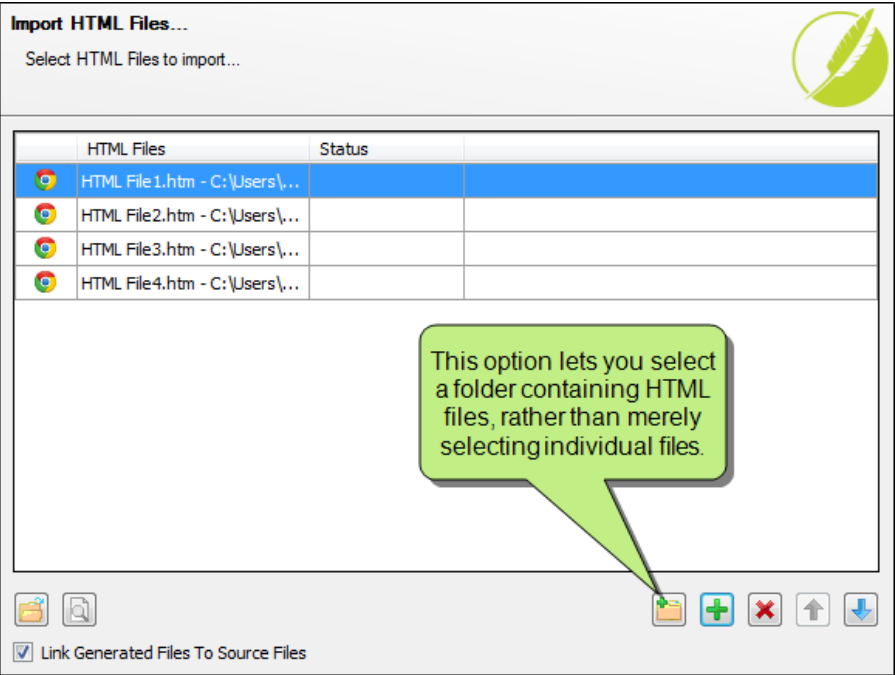 Import HTML Files...
Select HTML Files to import...
HTML Files Status
HTML File1.htm - C:\Users\...
HTML File2.htm - C:\Users\...
HTML File3.htm - C:\Users\...
HTML File4.htm - C:\Users\...
This option lets you select
a folder containing HTML
files, rather than merely
selecting individual files.
Link Generated Files To Source Files